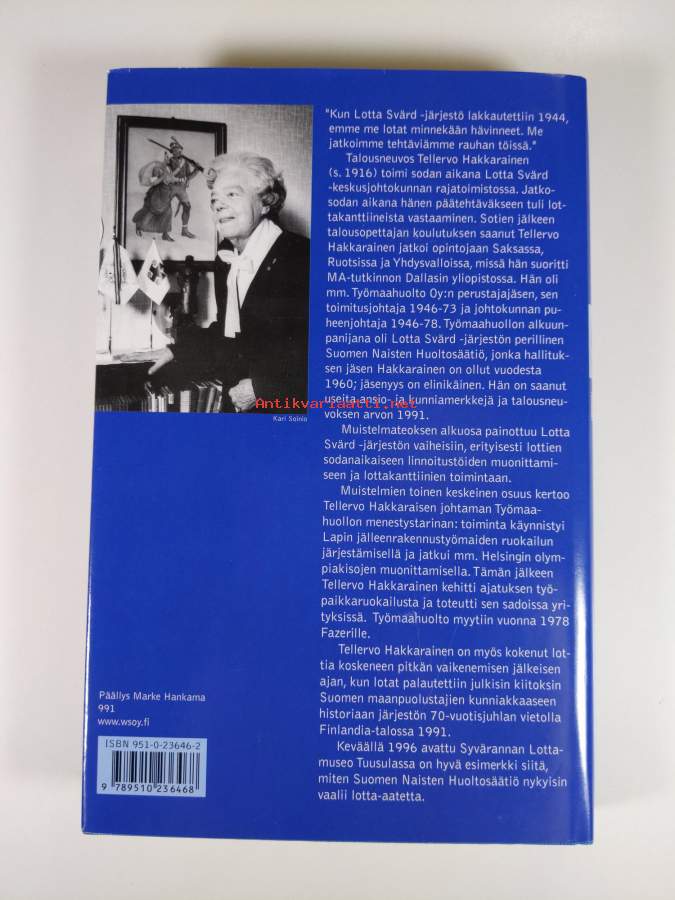 "Kun Lotta Svärd -järjestö lakkautettiin 1944,
emme me lotat minnekään hävinneet. Me
jatkoimme tehtäviämme rauhan töissä."
Talousneuvos Tellervo Hakkarainen
(s. 1916) toimi sodan aikana Lotta Svärd
-keskusjohtokunnan rajatoimistossa. Jatko-
sodan aikana hänen päätehtäväkseen tuli lot-
takanttiineista vastaaminen. Sotien jälkeen
talousopettajan koulutuksen saanut Tellervo
Hakkarainen jatkoi opintojaan Saksassa,
Ruotsissa ja Yhdysvalloissa, missä hän suoritti
MA-tutkinnon Dallasin yliopistossa. Hän oli
mm. Työmaahuolto Oy:n perustajajäsen, sen
toimitusjohtaja 1946-73 ja johtokunnan pu-
heenjohtaja 1946-78. Työmaahuollon alkuun-
panijana oli Lotta Svärd -järjestön perillinen
Suomen Naisten Huoltosäätiö, jonka hallituk-
sen jäsen Hakkarainen on ollut vuodesta
1960; jäsenyys on elinikäinen. Hän on saanut
useita ansio- ja kunniamerkkejä ja talousneu-
voksen arvon 1991.
Muistelmateoksen alkuosa painottuu Lotta
Svärd -järjestön vaiheisiin, erityisesti lottien
sodanaikaiseen linnoitustöiden muonittami-
seen ja lottakanttiinien toimintaan.
Muistelmien toinen keskeinen osuus kertoo
Tellervo Hakkaraisen johtaman Työmaa-
huollon menestystarinan: toiminta käynnistyi
Lapin jälleenrakennustyömaiden ruokailun
järjestämisellä ja jatkui mm. Helsingin olym-
piakisojen muonittamisella. Tämän jälkeen
Tellervo Hakkarainen kehitti ajatuksen työ-
paikkaruokailusta ja toteutti sen sadoissa yri-
tyksissä. Työmaahuolto myytiin vuonna 1978
Fazerille.
Tellervo Hakkarainen on myös kokenut lot-
tia koskeneen pitkän vaikenemisen jälkeisen
ajan, kun lotat palautettiin julkisin kiitoksin
Suomen maanpuolustajien kunniakkaaseen
historiaan järjestön 70-vuotisjuhlan vietolla
Finlandia-talossa 1991.
Keväällä 1996 avattu Syvärannan Lotta-
museo Tuusulassa on hyvä esimerkki siitä,
miten Suomen Naisten Huoltosäätiö nykyisin
vaalii lotta-aatetta.
Antikvariaatti.net
Kari Soinio
Päällys Marke Hankama
991
www.wsoy.fi
ISBN 951-0-23646-2
9 789510 236468